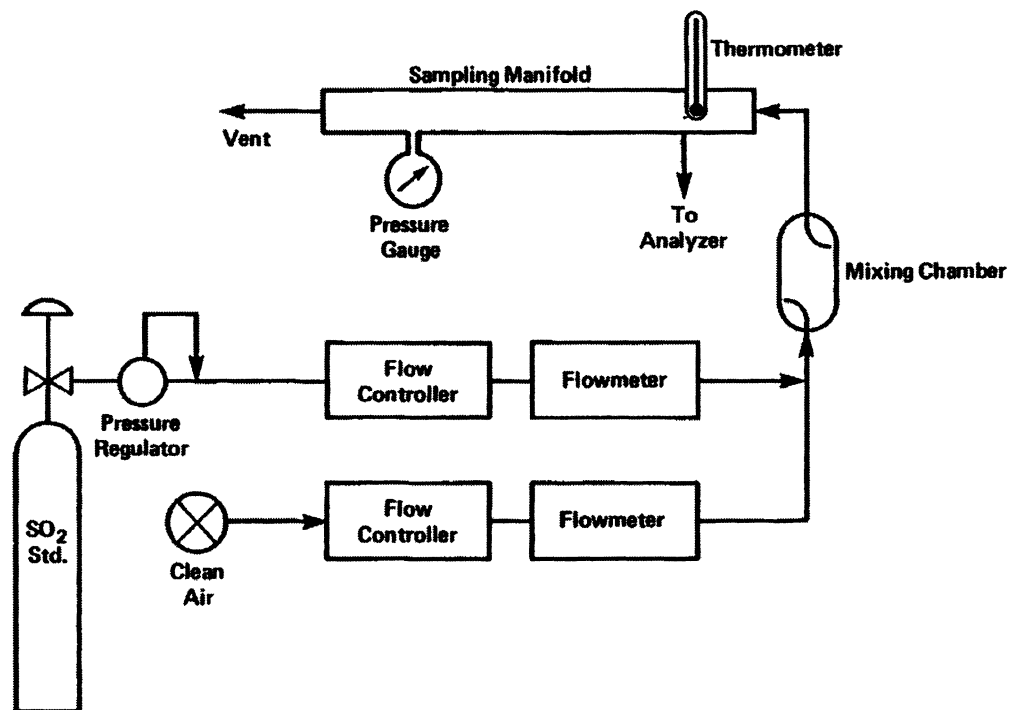 Thermometer
Sampling Manifold
Vent
Pressure
Gauge
To
Analyzer
Mixing Chamber
Flow
Controller
Flowmeter
Pressure
Regulator
Flow
Controller
Flowmeter
SO2
Std.
Clean
Air